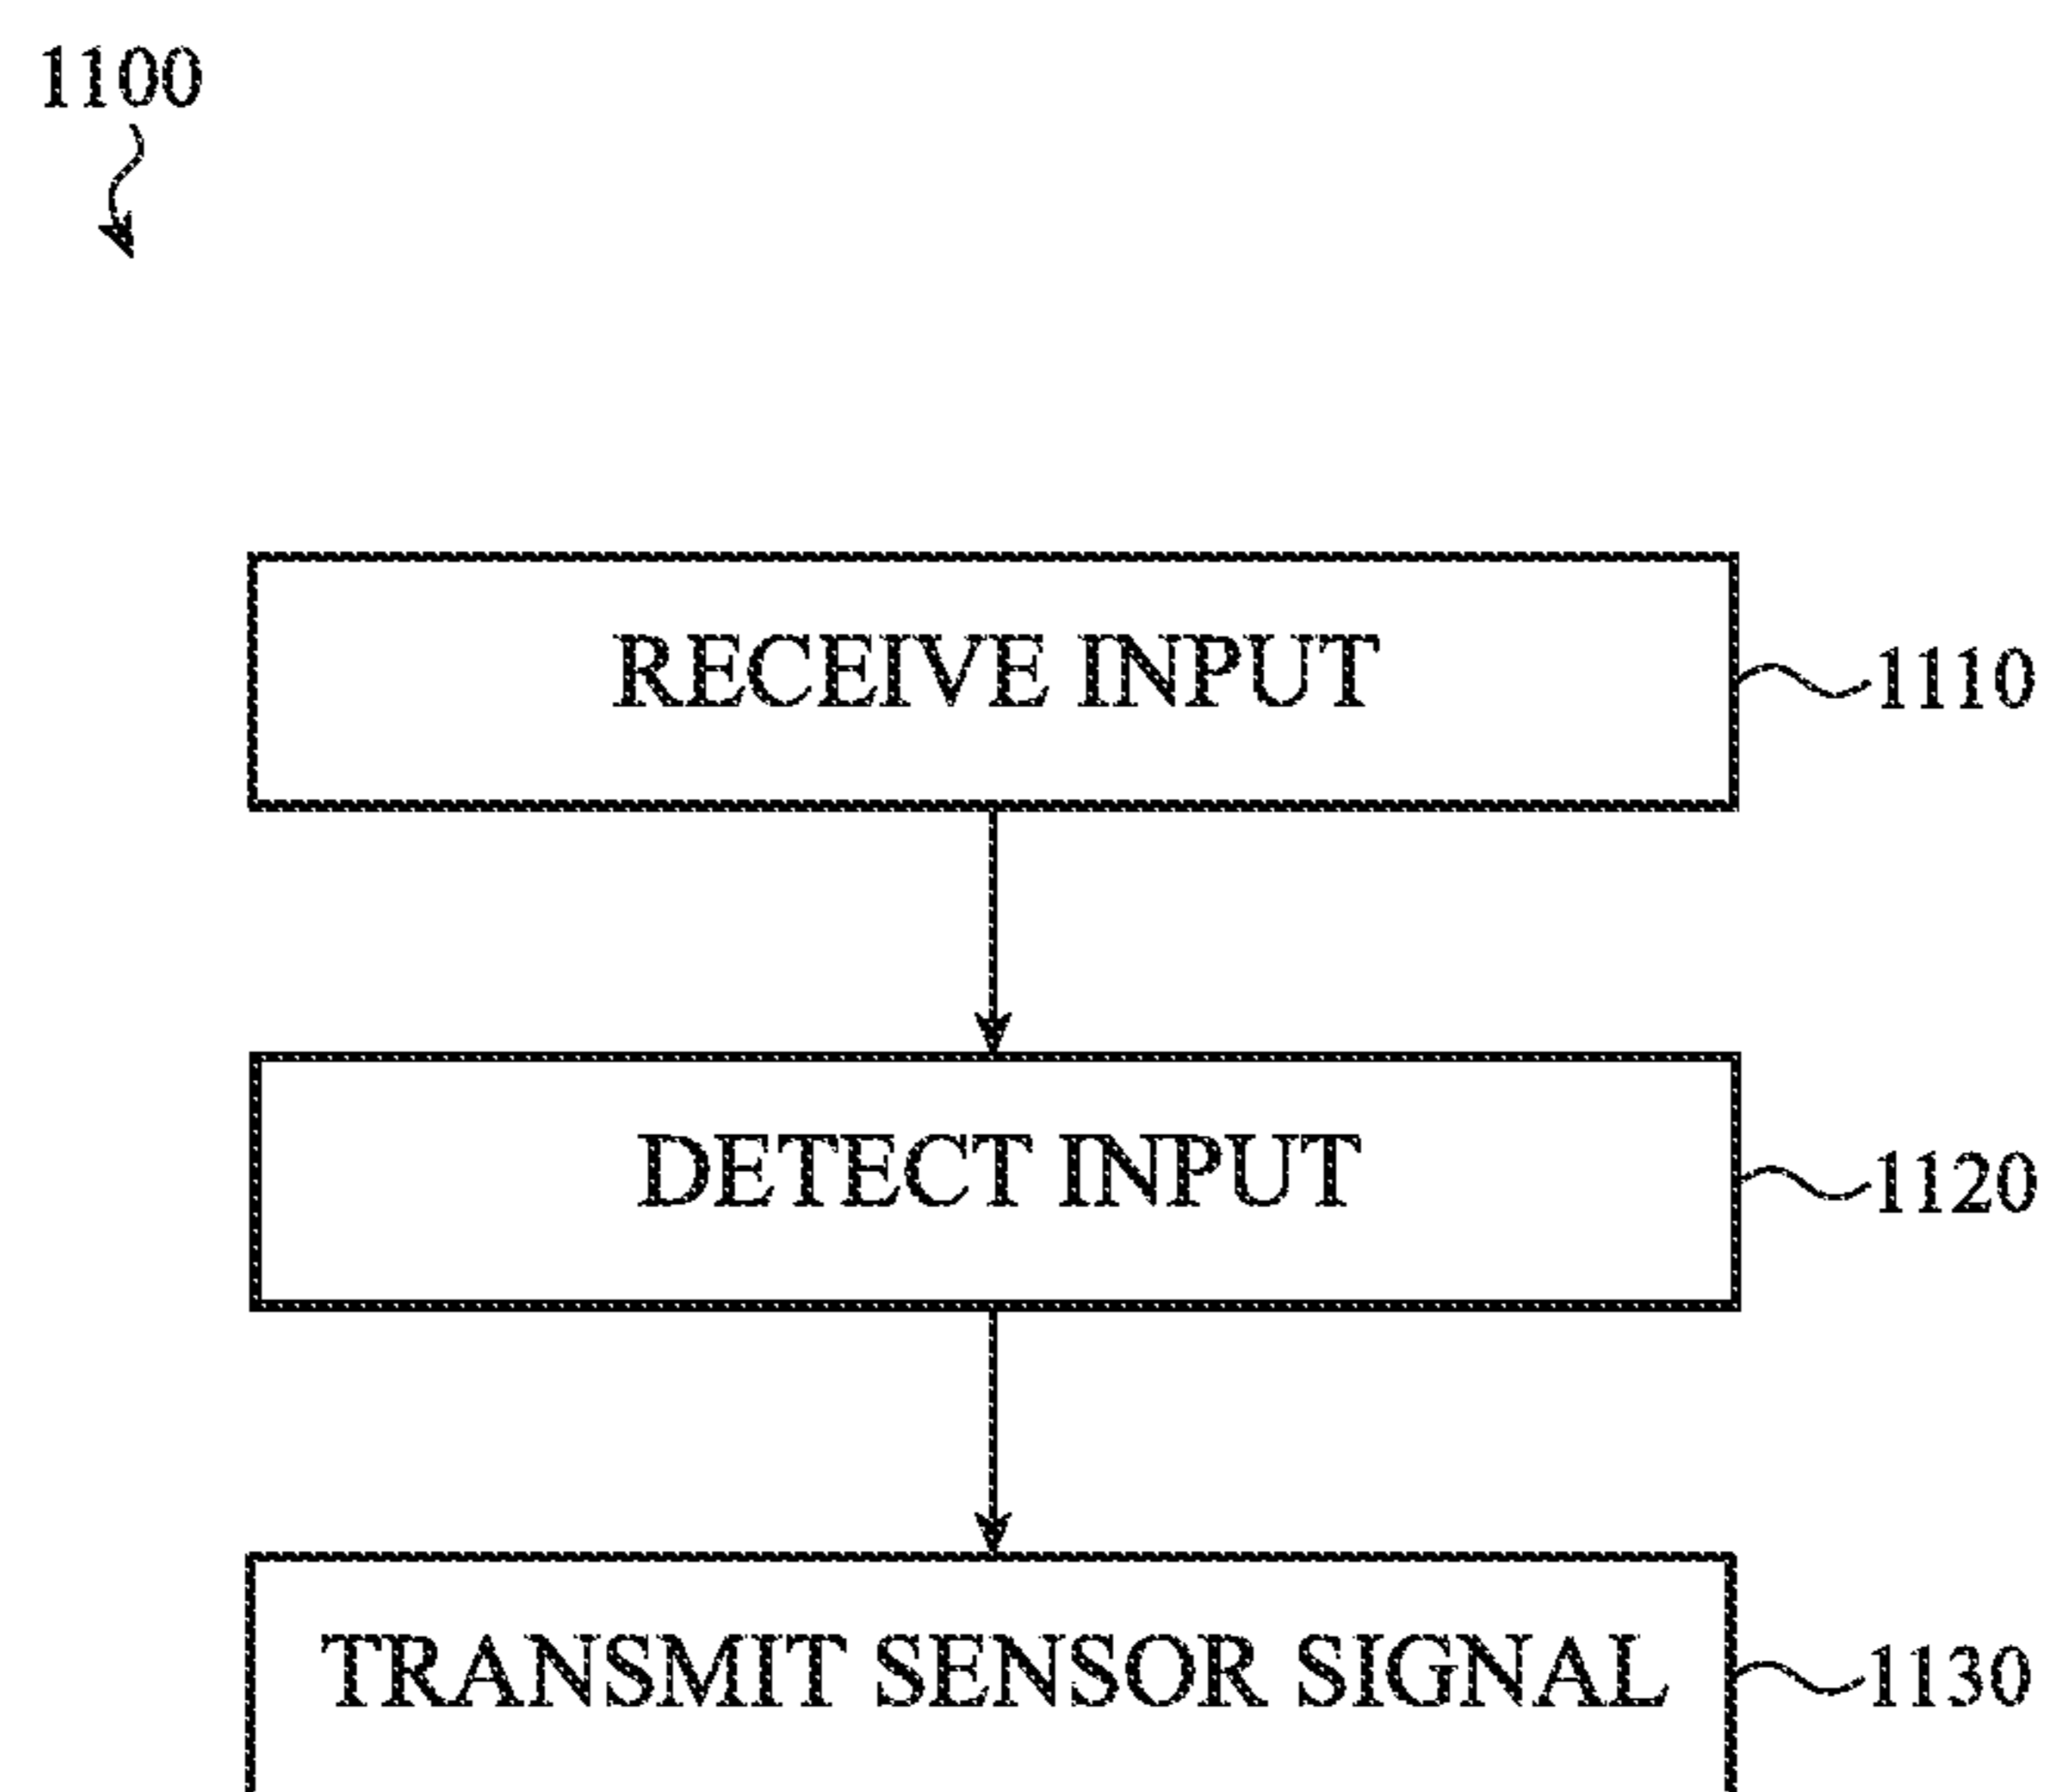 1100
RECEIVE INPUT
1110
DETECT INPUT
1120
TRANSMIT SENSOR SIGNAL
1130